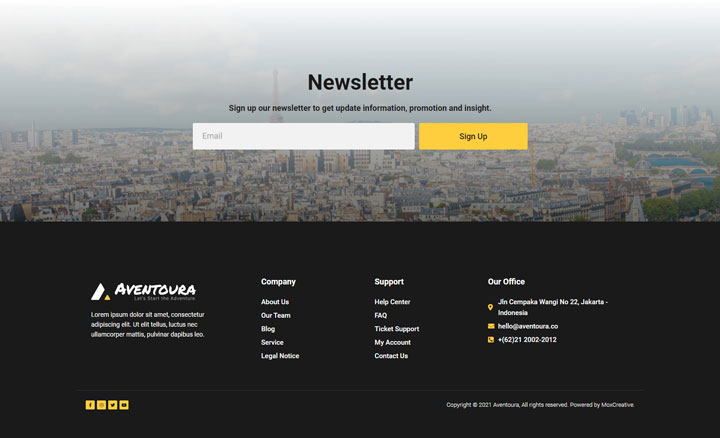 Newsletter
Sign up our newsletter to get update information, promotion and insight.
Email
Sign Up
AVENTOURA
Let's Start the Adventure
Lorem ipsum dolor sit amet, consectetur
adipiscing elit. Ut elit tellus, luctus nec
ullamcorper mattis, pulvinar dapibus leo.
Company
About Us
Our Team
Blog
Service
Legal Notice
Support
Help Center
FAQ
Ticket Support
My Account
Contact Us
Our Office
Jln Cempaka Wangi No 22, Jakarta -
Indonesia
hello@aventoura.co
+(62)21 2002-2012
Copyright © 2021 Aventoura, All rights reserved. Powered by MoxCreative.